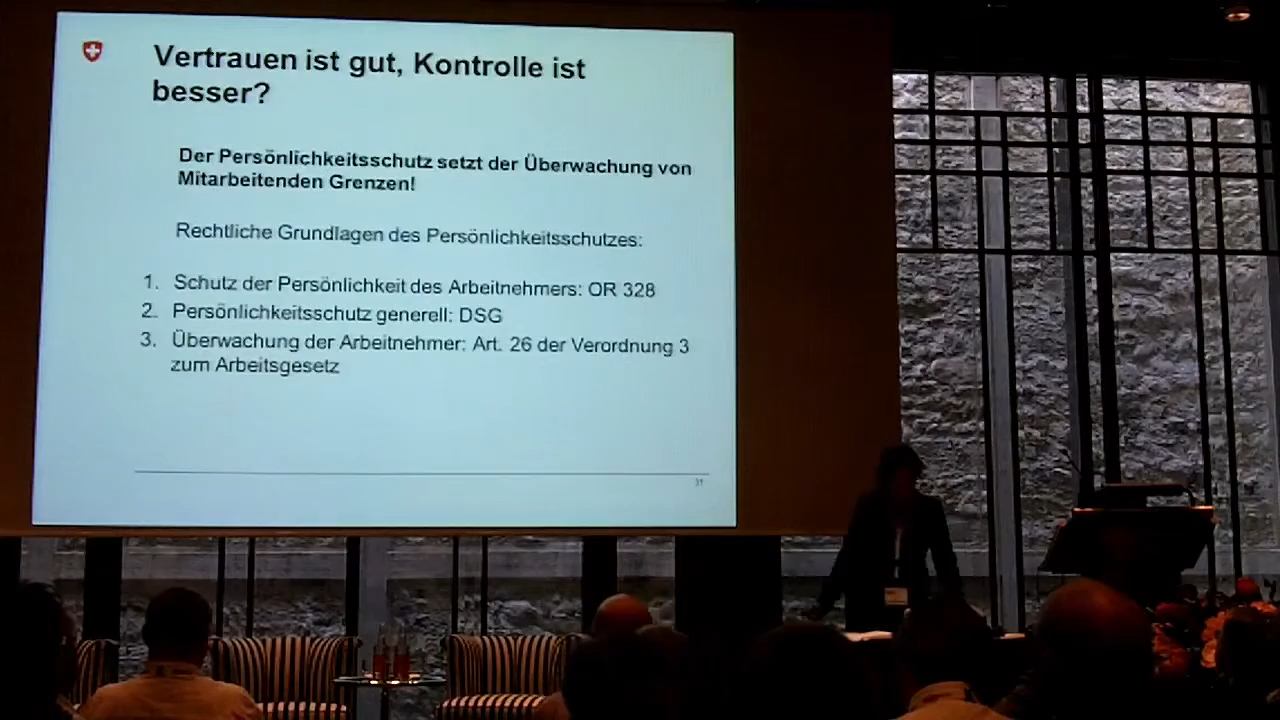 Vertrauen ist gut, Kontrolle ist
besser?
Der Persönlichkeitsschutz setzt der Überwachung von
Mitarbeitenden Grenzen!
Rechtliche Grundlagen des Persönlichkeitsschutzes:
1. Schutz der Persönlichkeit des Arbeitnehmers: OR 328
2. Persönlichkeitsschutz generell: DSG
3. Überwachung der Arbeitnehmer: Art. 26 der Verordnung 3
zum Arbeitsgesetz
31